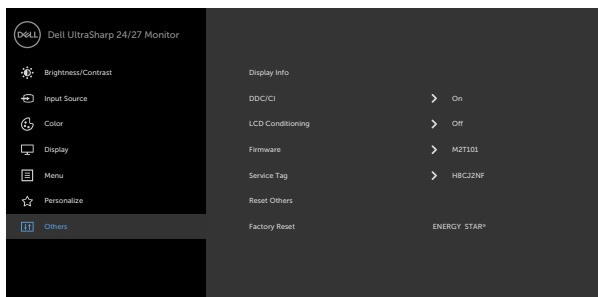 DELL Dell UltraSharp 24/27 Monitor
Brightness/Contrast Display Info
Input Source DDC/CI On
Color LCD Conditioning Off
Display Firmware M2T101
Menu Service Tag H8CJ2NF
Personalize Reset Others
Others Factory Reset ENERGY STAR®